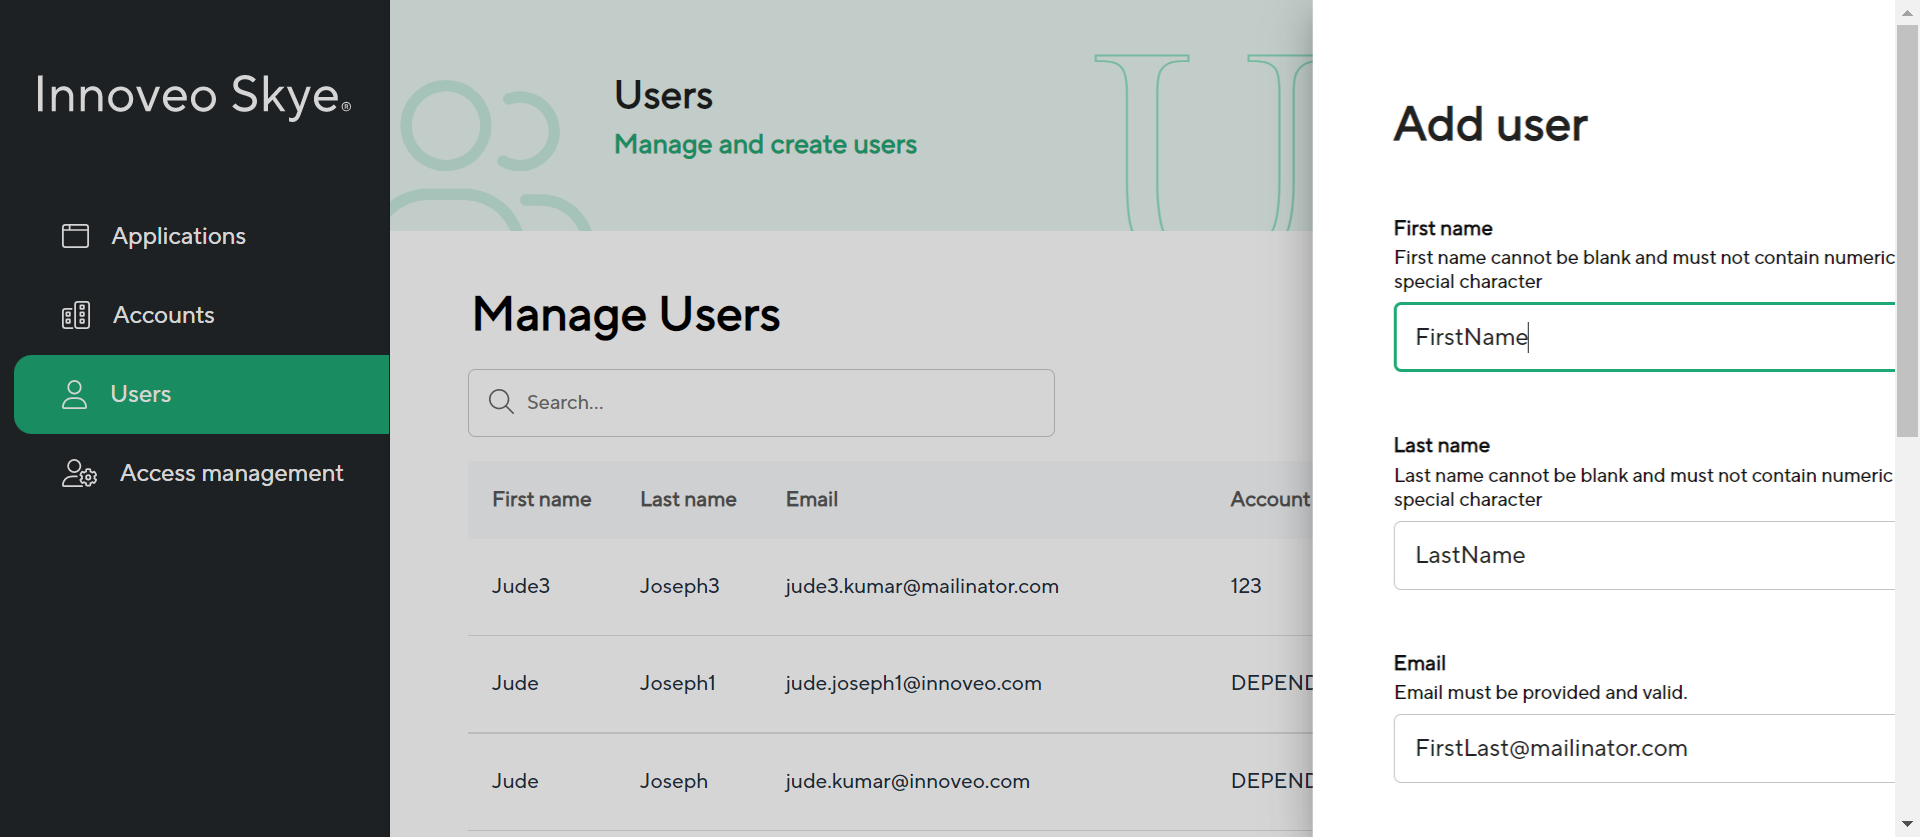 Innoveo Skye®
Applications
Accounts
Users
Access management
Users
Manage and create users
U U
Manage Users
Search...
First name Last name Email Account
Jude3 Joseph3 jude3.kumar@mailinator.com 123
Jude Joseph1 jude.joseph1@innoveo.com DEPEND
Jude Joseph jude.kumar@innoveo.com DEPEND
Add user
First name
First name cannot be blank and must not contain numeric
special character
FirstName
Last name
Last name cannot be blank and must not contain numeric
special character
LastName
Email
Email must be provided and valid.
FirstLast@mailinator.com